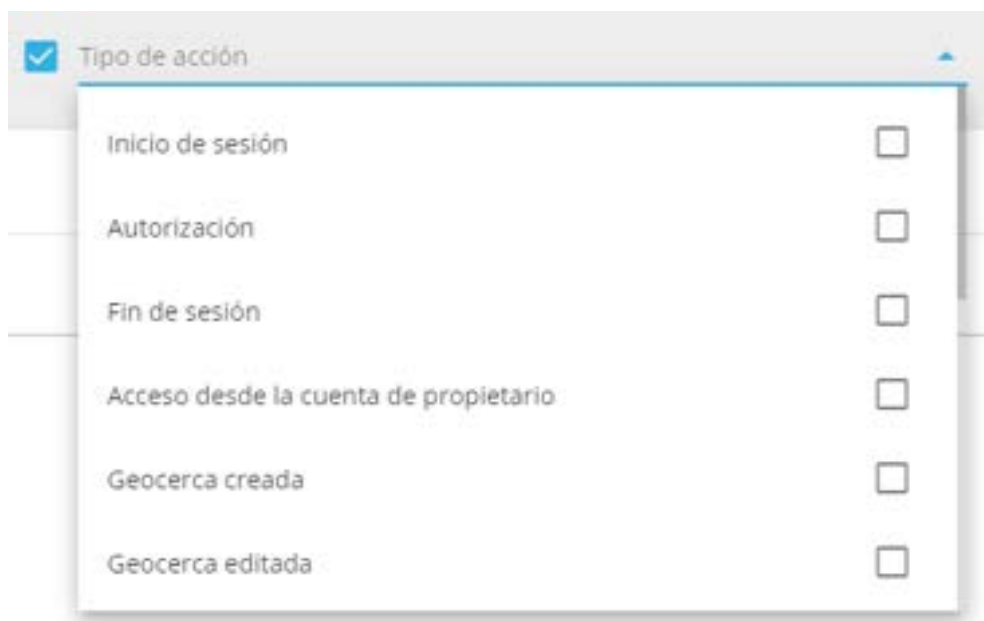 Tipo de acción
Inicio de sesión
Autorización
Fin de sesión
Acceso desde la cuenta de propietario
Geocerca creada
Geocerca editada